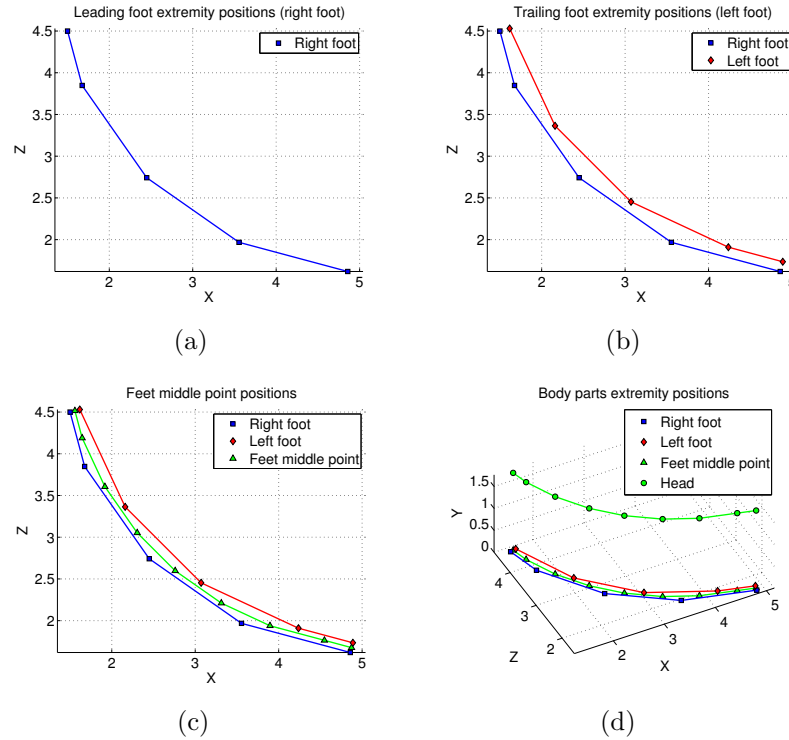 Leading foot extremity positions (right foot)
Right foot
4.5
4
3.5
3
2.5
2
Z
2 3 4 5
X
(a)
Trailing foot extremity positions (left foot)
Right foot
Left foot
4.5
4
3.5
3
2.5
2
Z
2 3 4 5
X
(b)
Feet middle point positions
Right foot
Left foot
Feet middle point
4.5
4
3.5
3
2.5
2
Z
2 3 4 5
X
(c)
Body parts extremity positions
Right foot
Left foot
Feet middle point
Head
1.5
1
0.5
0
Y
4
3
2
Z
2 3 4 5
X
(d)